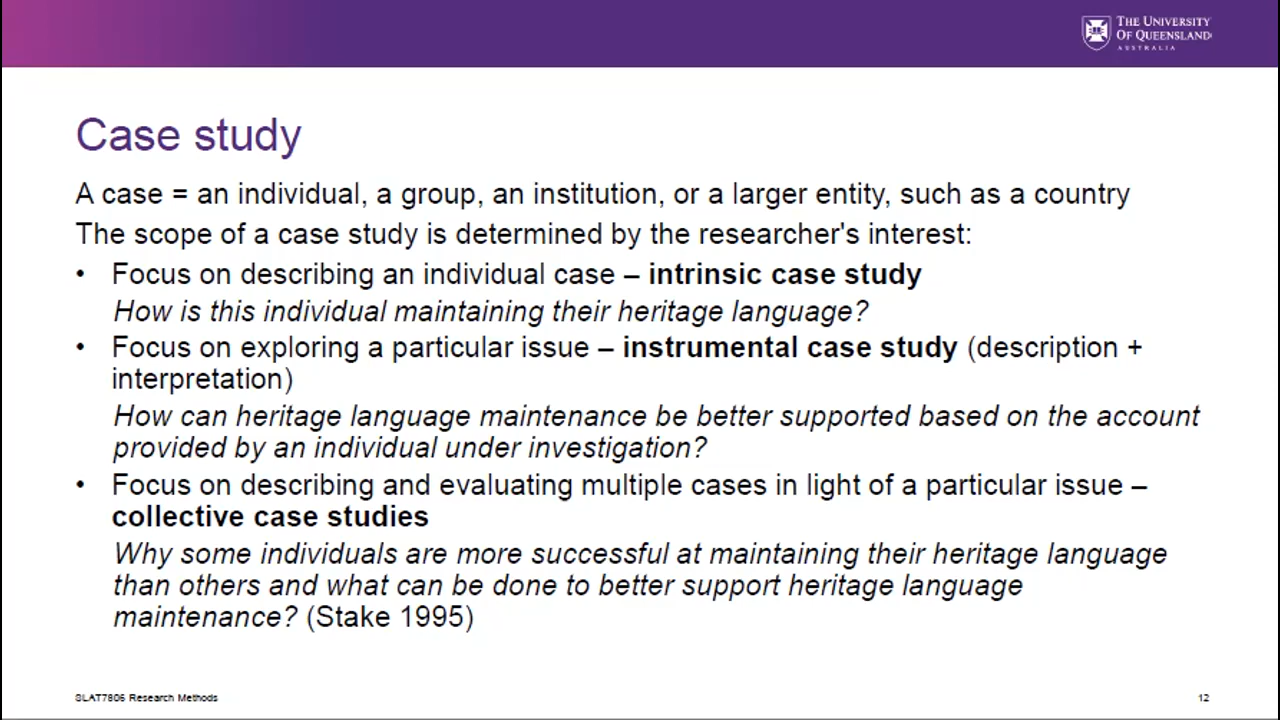 THE UNIVERSITY
OF QUEENSLAND
AUSTRALIA
Case study
A case = an individual, a group, an institution, or a larger entity, such as a country
The scope of a case study is determined by the researcher's interest:
• Focus on describing an individual case – intrinsic case study
How is this individual maintaining their heritage language?
• Focus on exploring a particular issue – instrumental case study (description +
interpretation)
How can heritage language maintenance be better supported based on the account
provided by an individual under investigation?
• Focus on describing and evaluating multiple cases in light of a particular issue –
collective case studies
Why some individuals are more successful at maintaining their heritage language
than others and what can be done to better support heritage language
maintenance? (Stake 1995)
SLAT7806 Research Methods
12